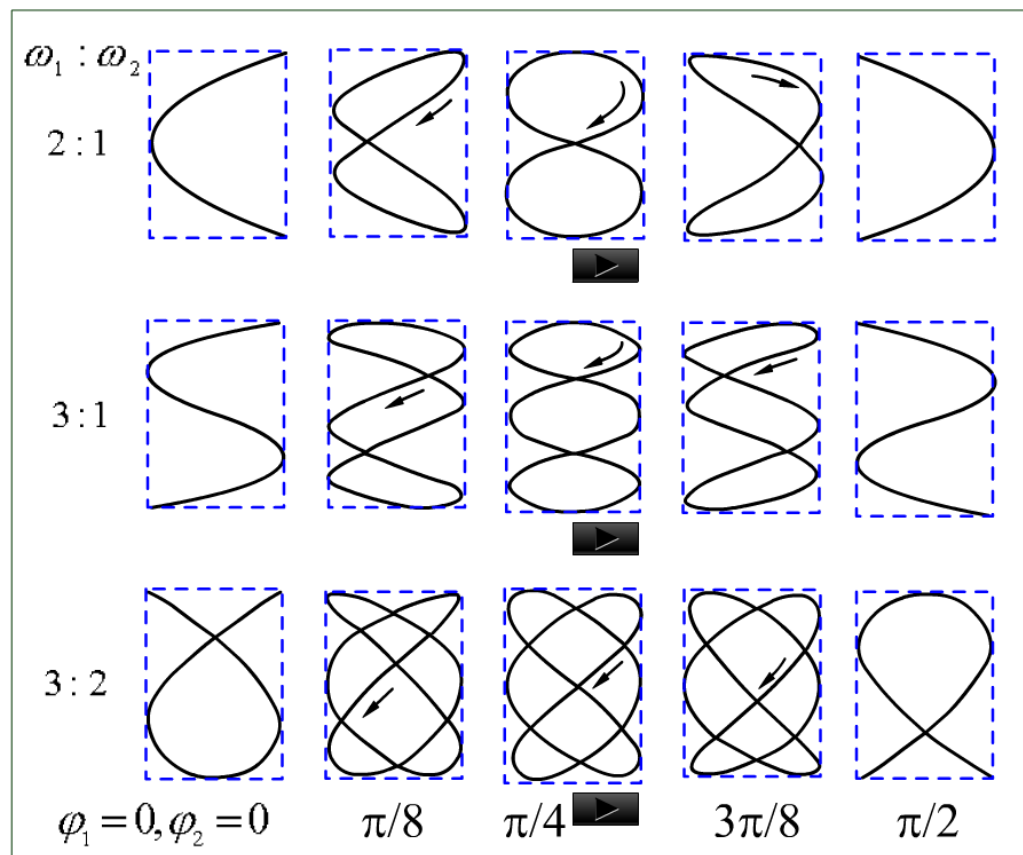 ω₁ : ω₂
2 : 1
3 : 1
3 : 2
φ₁ = 0, φ₂ = 0 π/8 π/4 3π/8 π/2